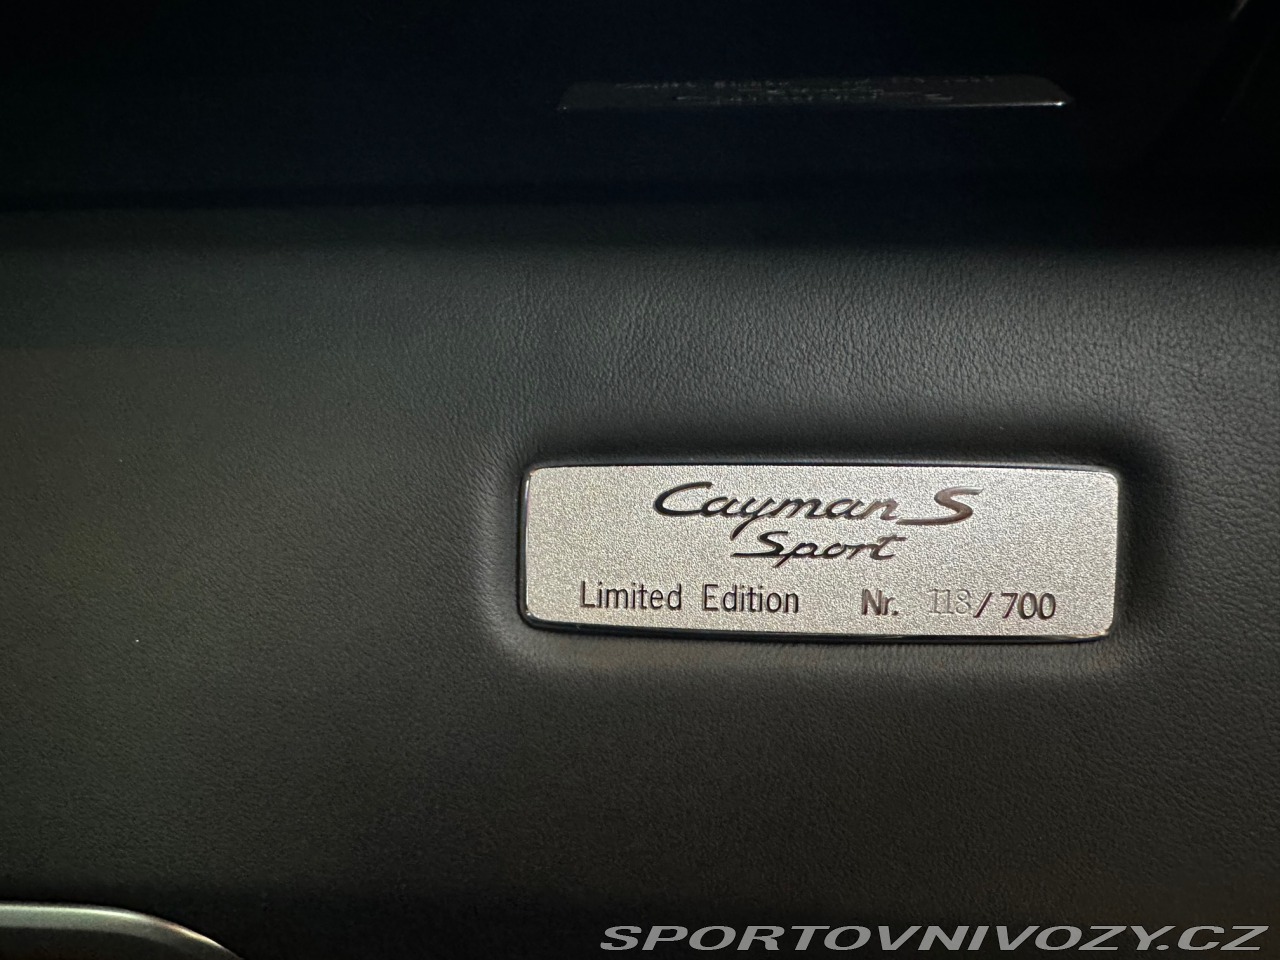 Cayman S
Sport
Limited Edition Nr. 118/700
SPORTOVNIVOZY.CZ